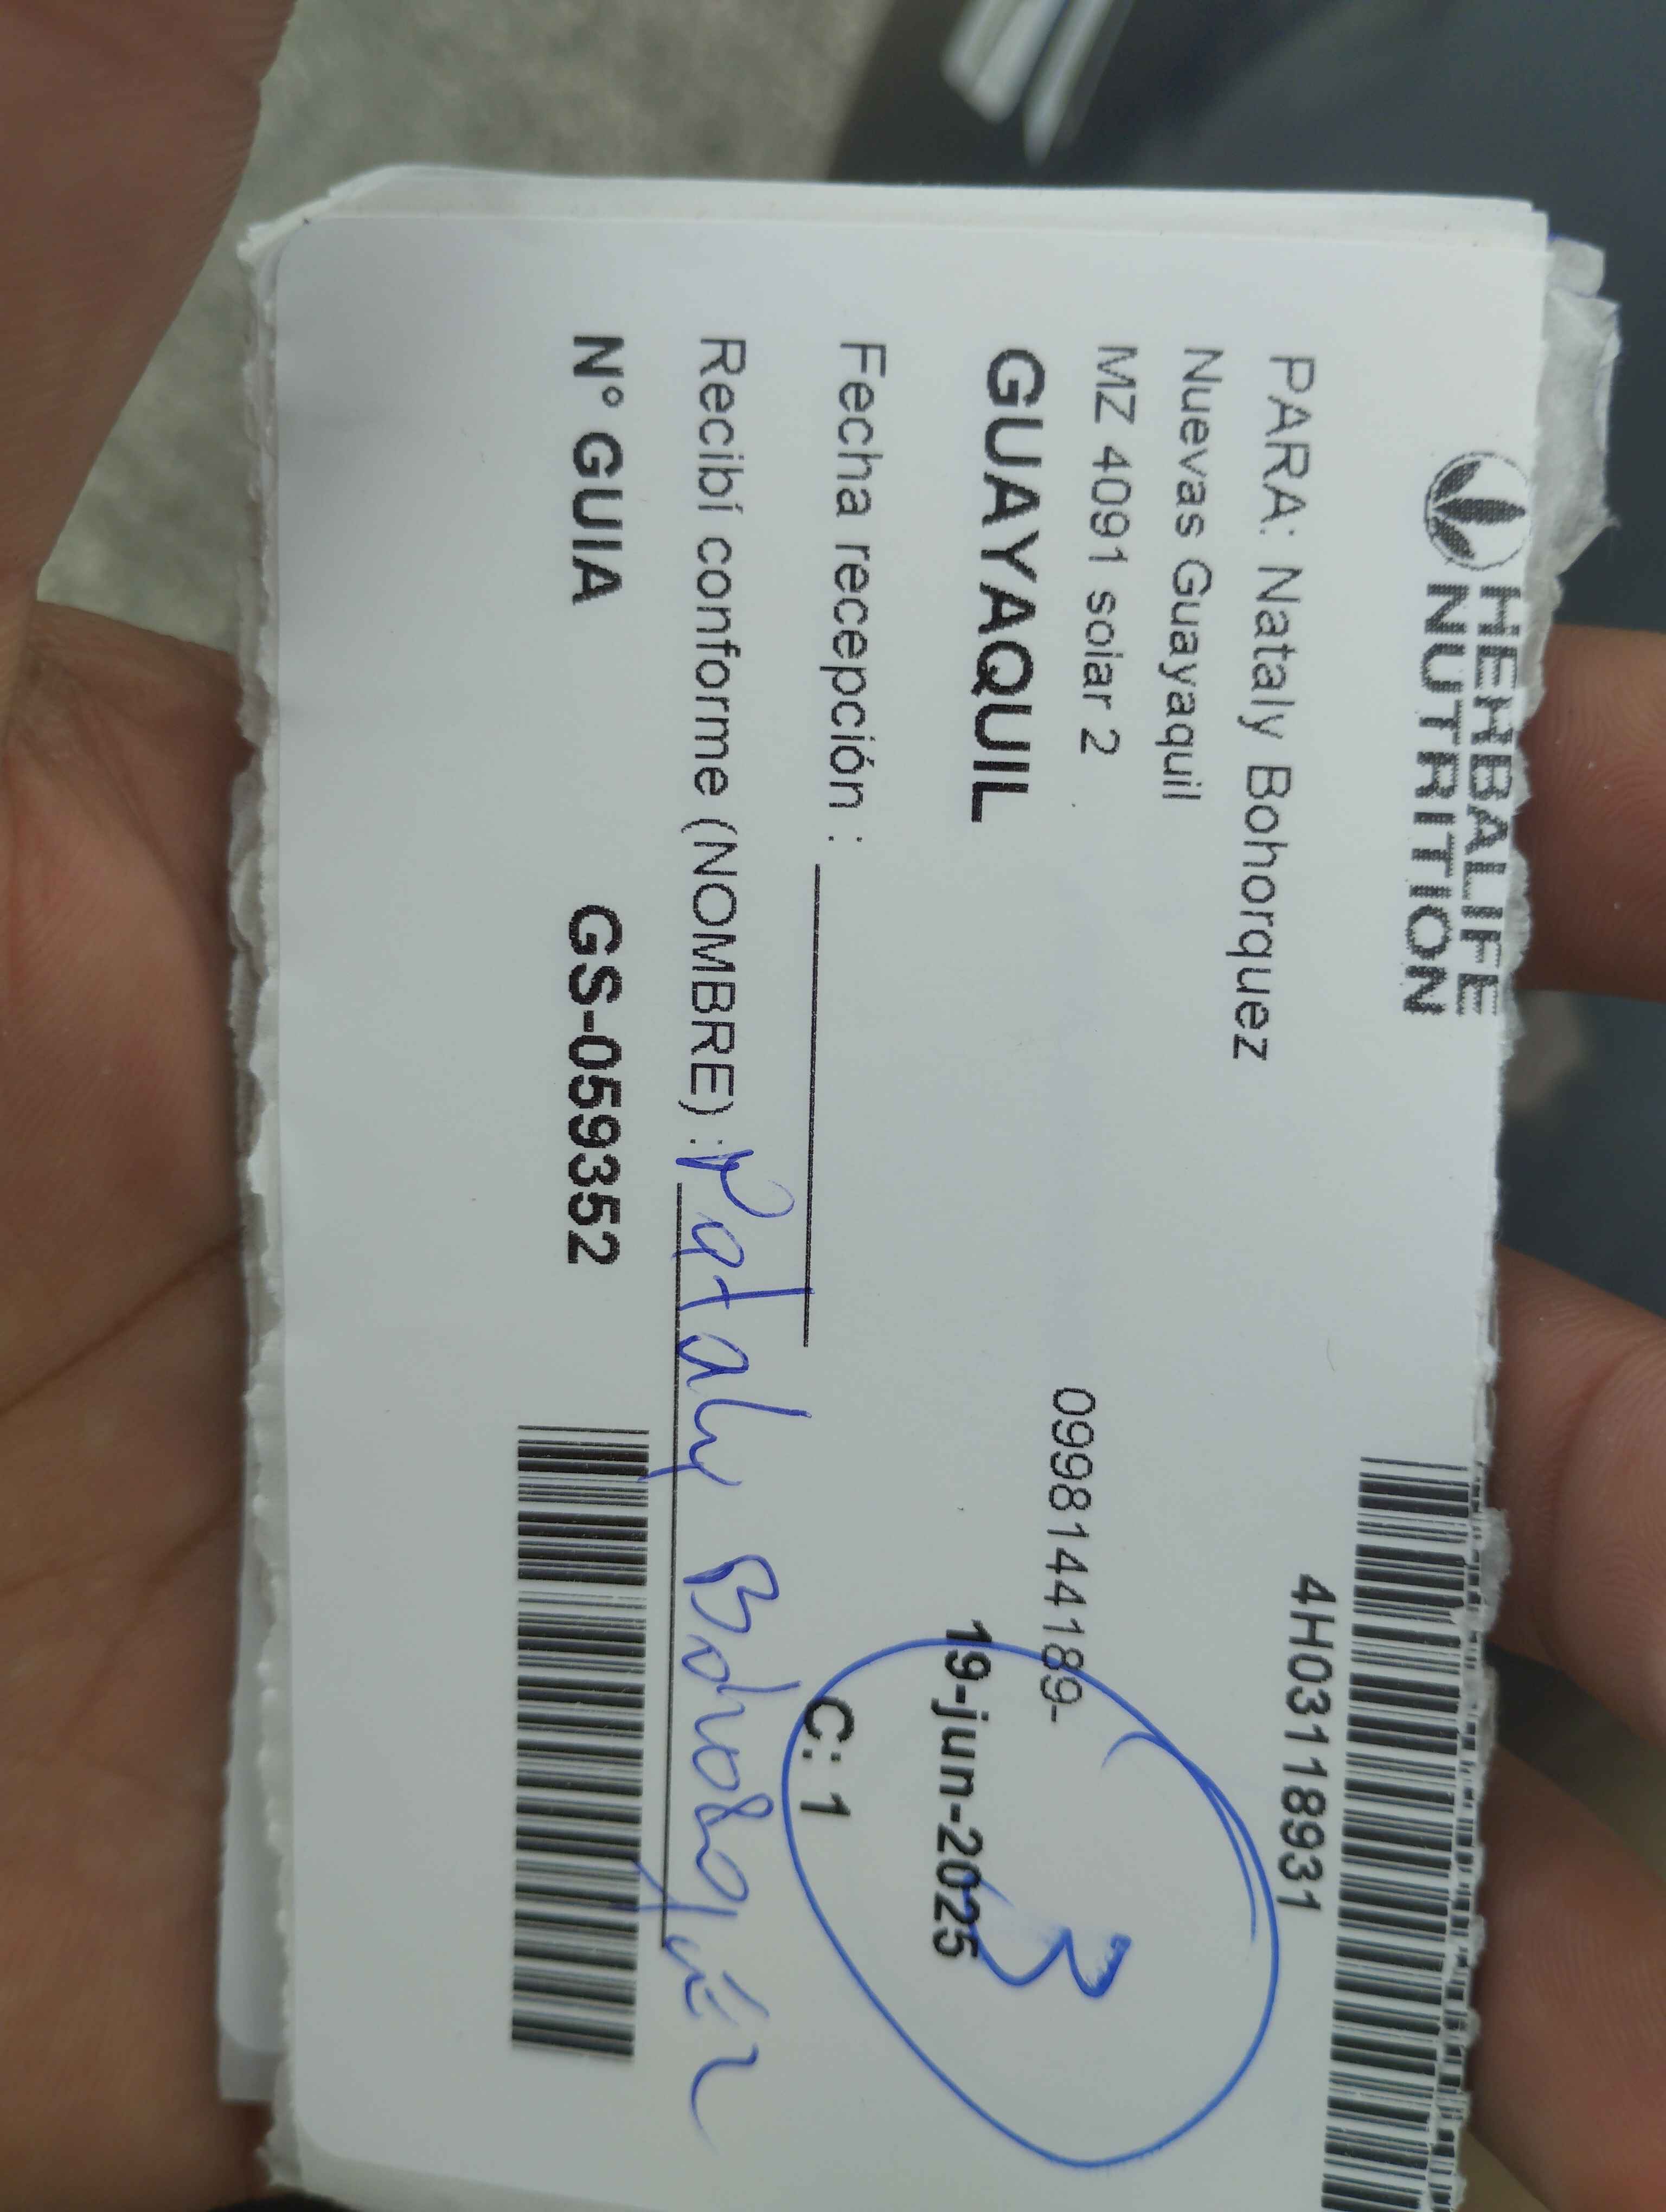 HERBALIFE
NUTRITION
4H03118931
PARA: Nataly Bohorquez
Nuevas Guayaquil
MZ 4091 solar 2
0998144189-
GUAYAQUIL
19-jun-2025
3
Fecha recepción :
C: 1
Recibí conforme (NOMBRE) : Nataly Bohorquez
N° GUIA GS-059352